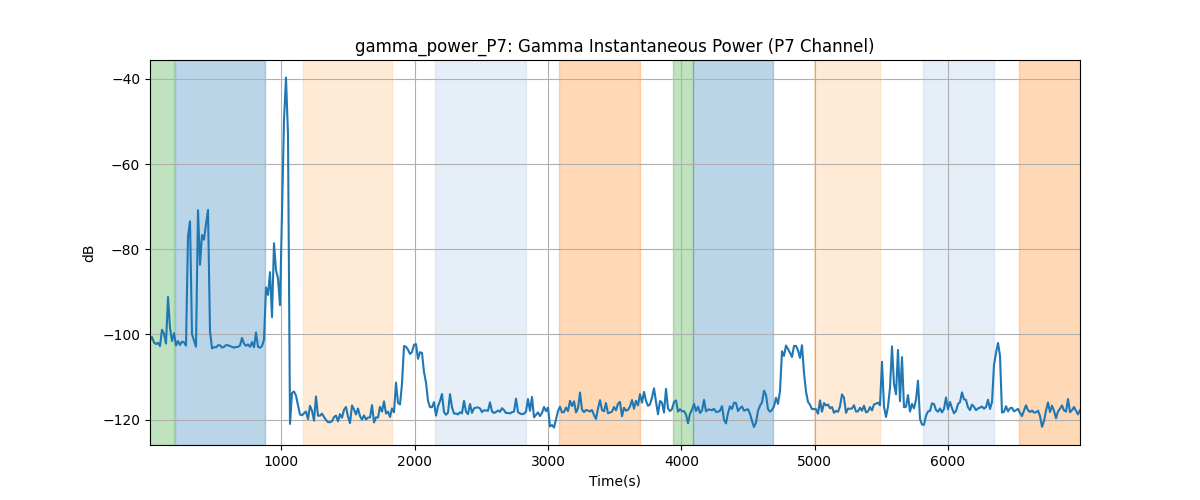 gamma_power_P7: Gamma Instantaneous Power (P7 Channel)
−40
−60
−80
−100
−120
dB
1000 2000 3000 4000 5000 6000
Time(s)